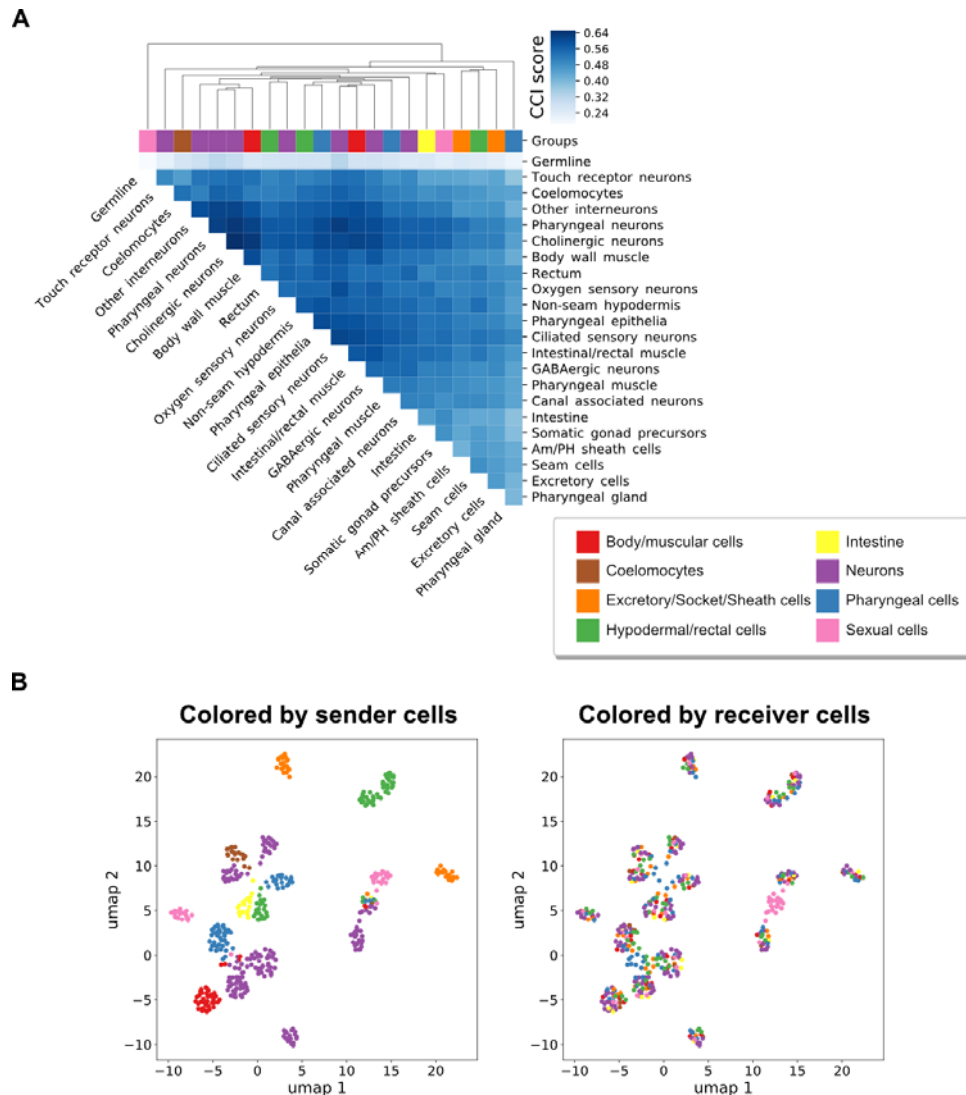 A
CCI score
0.64
0.56
0.48
0.40
0.32
0.24
Groups
Germline
Touch receptor neurons
Coelomocytes
Other interneurons
Pharyngeal neurons
Cholinergic neurons
Body wall muscle
Rectum
Oxygen sensory neurons
Non-seam hypodermis
Pharyngeal epithelia
Ciliated sensory neurons
Intestinal/rectal muscle
GABAergic neurons
Pharyngeal muscle
Canal associated neurons
Intestine
Somatic gonad precursors
Am/PH sheath cells
Seam cells
Excretory cells
Pharyngeal gland
Germline
Touch receptor neurons
Coelomocytes
Other interneurons
Pharyngeal neurons
Cholinergic neurons
Body wall muscle
Rectum
Oxygen sensory neurons
Non-seam hypodermis
Pharyngeal epithelia
Ciliated sensory neurons
Intestinal/rectal muscle
GABAergic neurons
Pharyngeal muscle
Canal associated neurons
Intestine
Somatic gonad precursors
Am/PH sheath cells
Seam cells
Excretory cells
Pharyngeal gland
Body/muscular cells
Coelomocytes
Excretory/Socket/Sheath cells
Hypodermal/rectal cells
Intestine
Neurons
Pharyngeal cells
Sexual cells
B
Colored by sender cells
umap 2
20
15
10
5
0
−5
−10
−10 −5 0 5 10 15 20
umap 1
Colored by receiver cells
umap 2
20
15
10
5
0
−5
−10
−10 −5 0 5 10 15 20
umap 1